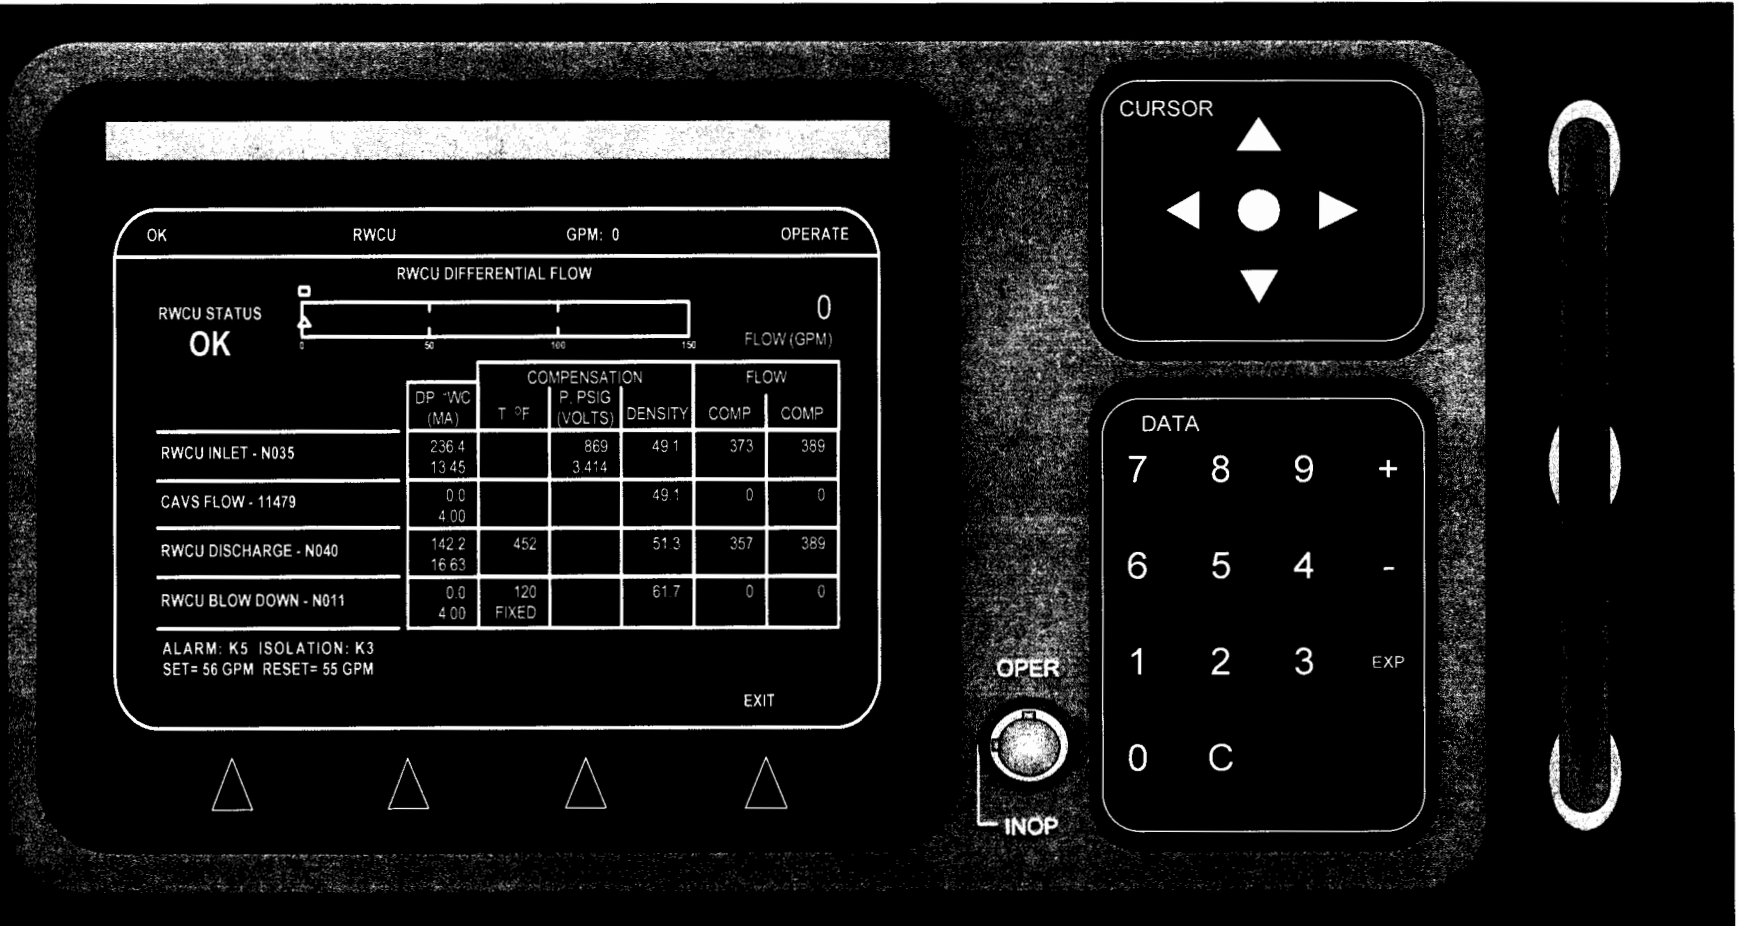 OK RWCU GPM: 0 OPERATE
RWCU DIFFERENTIAL FLOW
RWCU STATUS
OK
0 50 100 150
0
FLOW (GPM)
COMPENSATION FLOW
DP "WC (MA) T °F P. PSIG (VOLTS) DENSITY COMP COMP
RWCU INLET - N035 236.4 869 49.1 373 389
13.45 3.414
CAVS FLOW - 11479 0.0 49.1 0 0
4.00
RWCU DISCHARGE - N040 142.2 452 51.3 357 389
16.63
RWCU BLOW DOWN - N011 0.0 120 61.7 0 0
4.00 FIXED
ALARM: K5 ISOLATION: K3
SET= 56 GPM RESET= 55 GPM
EXIT
OPER
INOP
CURSOR
DATA
7 8 9 +
6 5 4 -
1 2 3 EXP
0 C